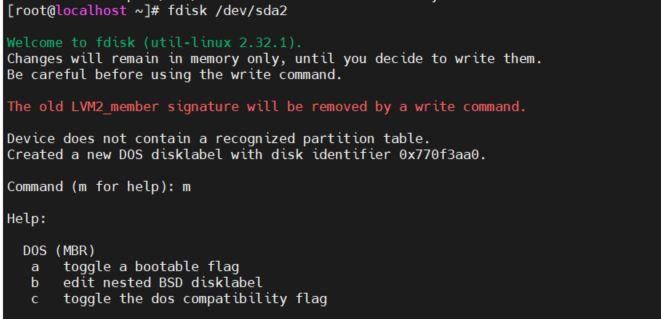 [root@localhost ~]# fdisk /dev/sda2
Welcome to fdisk (util-linux 2.32.1).
Changes will remain in memory only, until you decide to write them.
Be careful before using the write command.
The old LVM2_member signature will be removed by a write command.
Device does not contain a recognized partition table.
Created a new DOS disklabel with disk identifier 0x770f3aa0.
Command (m for help): m
Help:
DOS (MBR)
a   toggle a bootable flag
b   edit nested BSD disklabel
c   toggle the dos compatibility flag